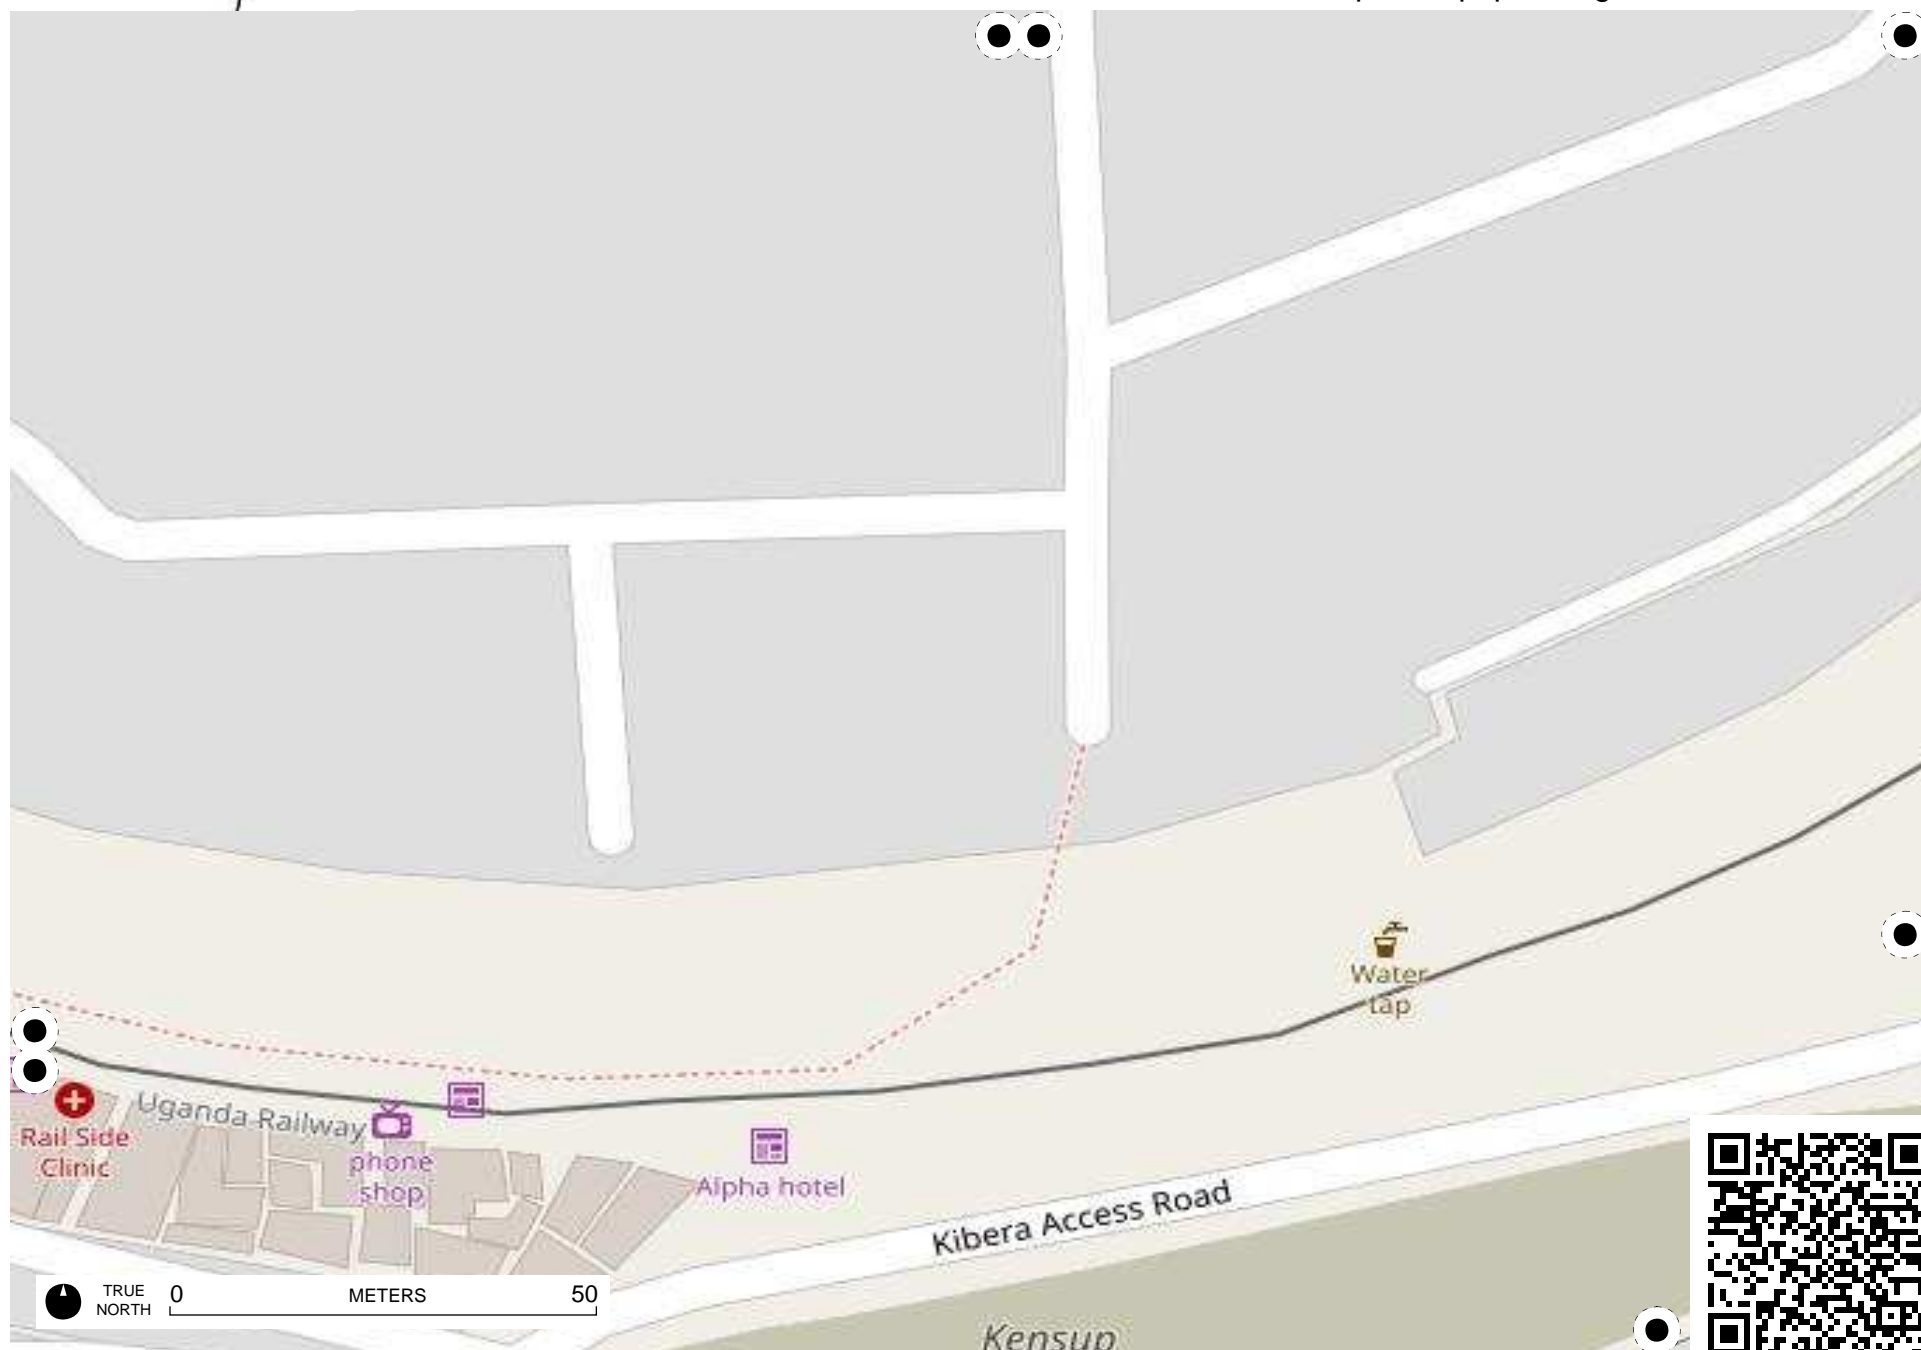 Water
tap
Uganda Railway
Rail Side
Clinic
phone
shop
Alpha hotel
Kibera Access Road
TRUE
NORTH
0
METERS
50
Kensup